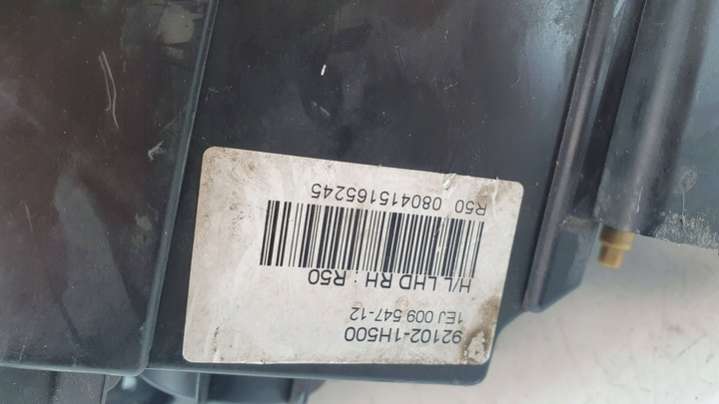 92102-1H500
1EJ 009 547-12
H/L LHD RH : R50
R50 080415165245